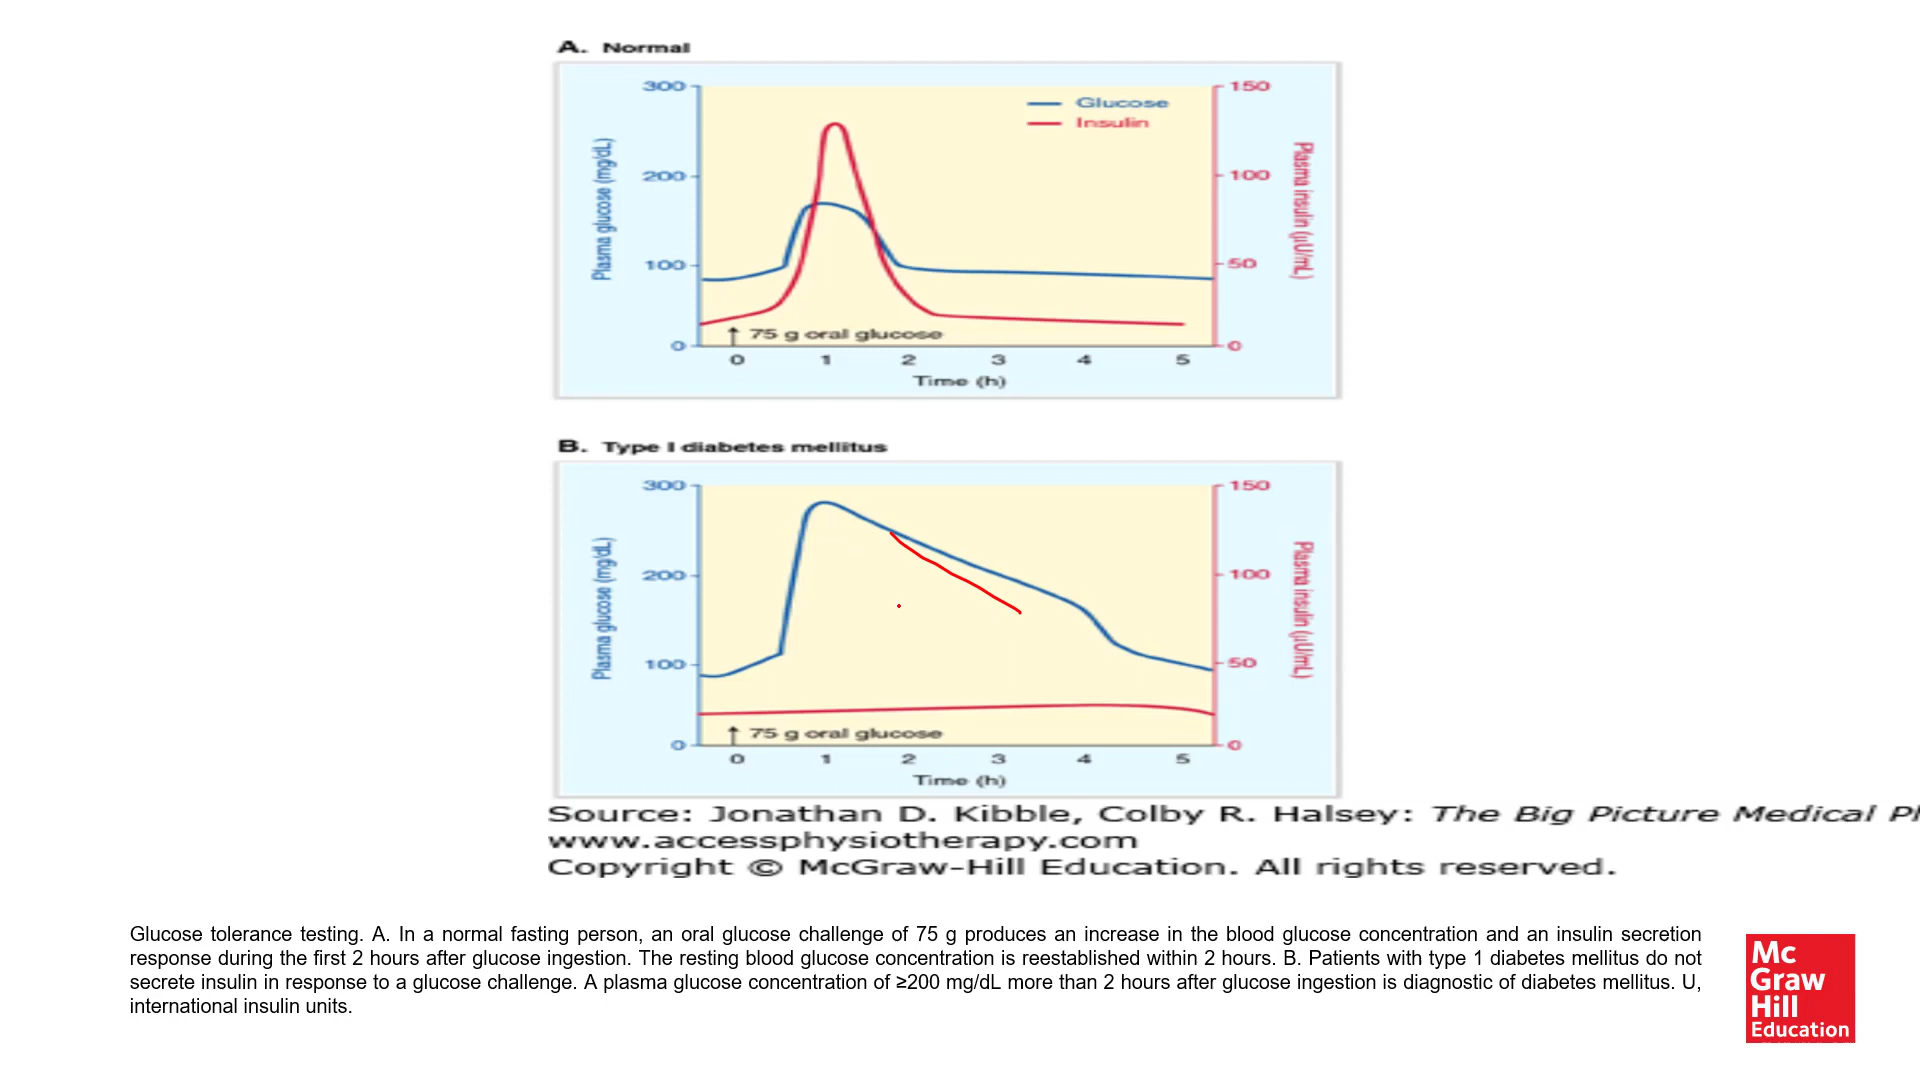 A. Normal
300
200
100
0
Plasma glucose (mg/dL)
Glucose
Insulin
150
100
50
0
Plasma insulin (μU/mL)
75 g oral glucose
0 1 2 3 4 5
Time (h)
B. Type I diabetes mellitus
300
200
100
0
Plasma glucose (mg/dL)
150
100
50
0
Plasma insulin (μU/mL)
75 g oral glucose
0 1 2 3 4 5
Time (h)
Source: Jonathan D. Kibble, Colby R. Halsey: The Big Picture Medical
www.accessphysiotherapy.com
Copyright © McGraw-Hill Education. All rights reserved.
Glucose tolerance testing. A. In a normal fasting person, an oral glucose challenge of 75 g produces an increase in the blood glucose concentration and an insulin secretion
response during the first 2 hours after glucose ingestion. The resting blood glucose concentration is reestablished within 2 hours. B. Patients with type 1 diabetes mellitus do not
secrete insulin in response to a glucose challenge. A plasma glucose concentration of ≥200 mg/dL more than 2 hours after glucose ingestion is diagnostic of diabetes mellitus. U,
international insulin units.
Mc
Graw
Hill
Education